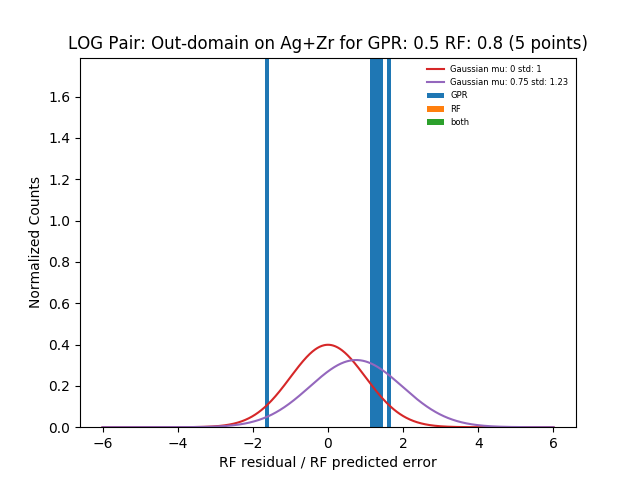 LOG Pair: Out-domain on Ag+Zr for GPR: 0.5 RF: 0.8 (5 points)
Gaussian mu: 0 std: 1
Gaussian mu: 0.75 std: 1.23
GPR
RF
both
Normalized Counts
1.6
1.4
1.2
1.0
0.8
0.6
0.4
0.2
0.0
−6 −4 −2 0 2 4 6
RF residual / RF predicted error